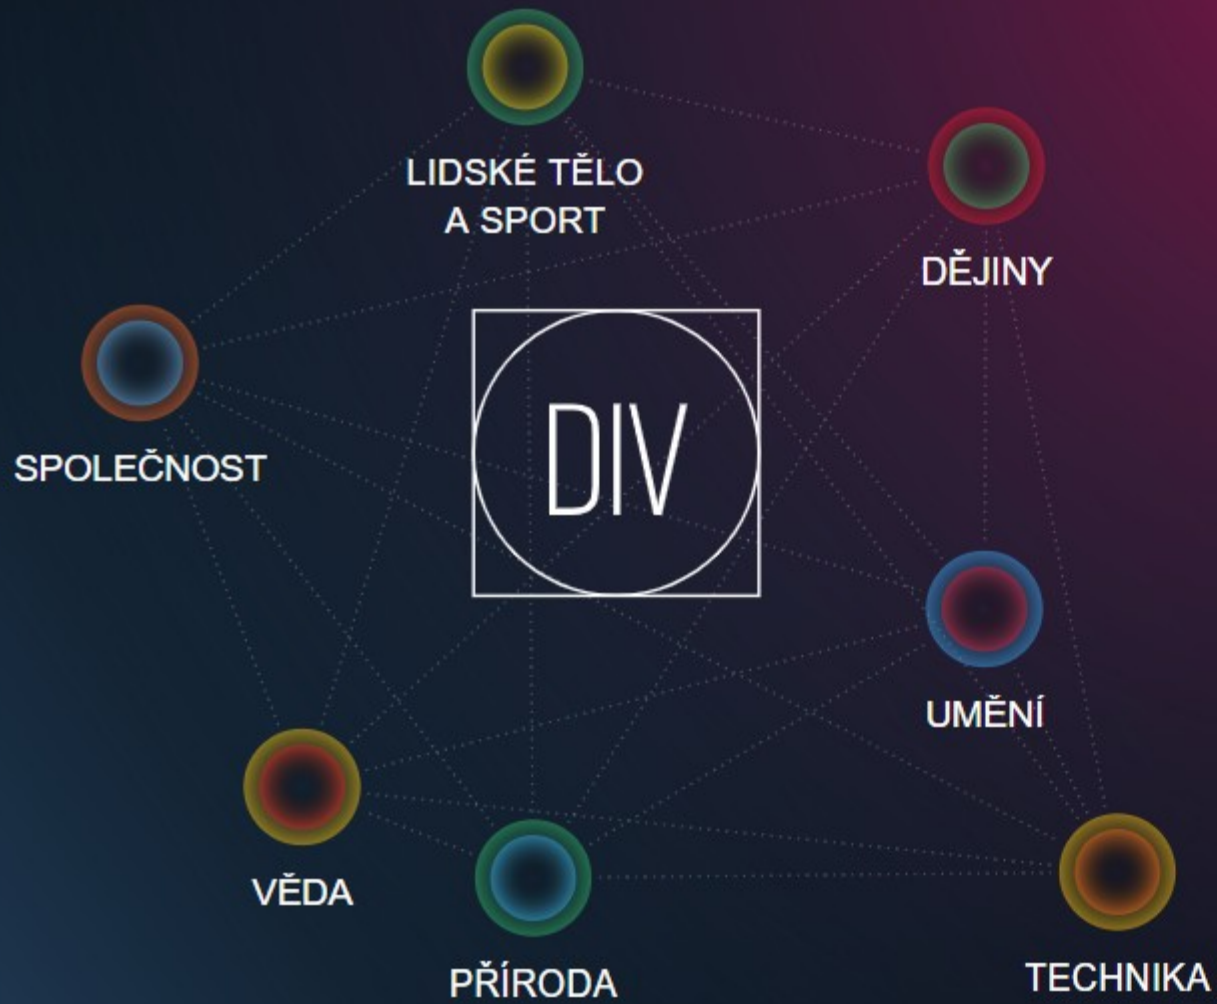 LIDSKÉ TĚLO
A SPORT
DĚJINY
DIV
SPOLEČNOST
UMĚNÍ
VĚDA
PŘÍRODA
TECHNIKA